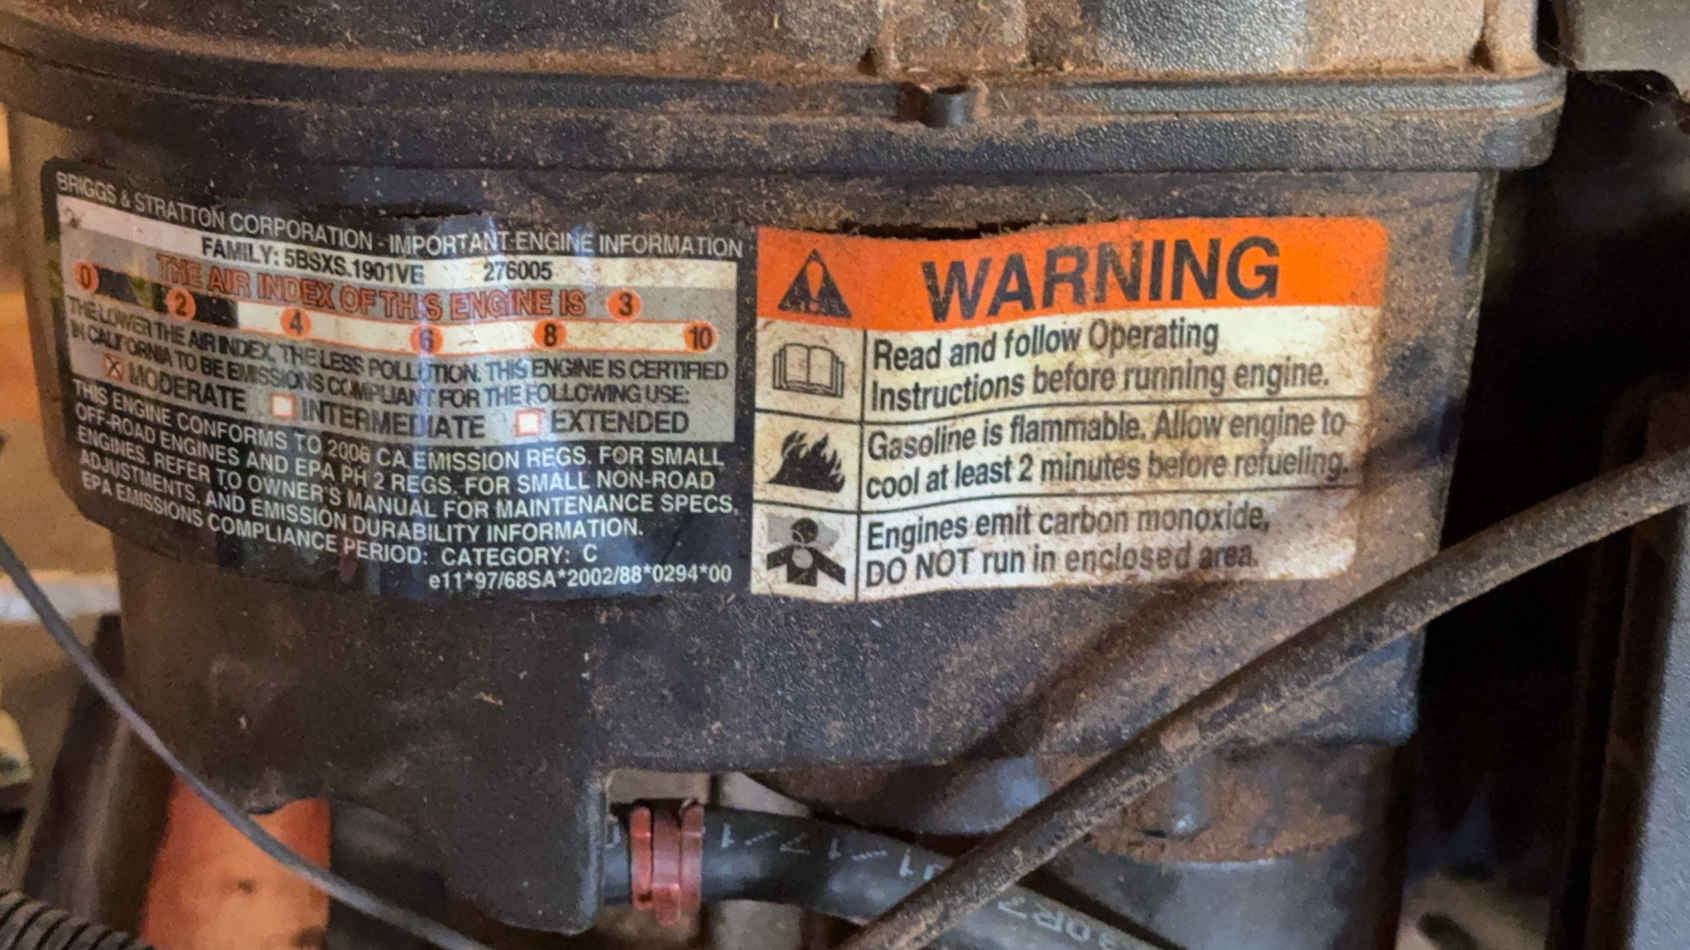 BRIGGS & STRATTON CORPORATION - IMPORTANT ENGINE INFORMATION
FAMILY: 5BSXS.1901VE 276005
THE AIR INDEX OF THIS ENGINE IS 3
0 2 4 6 8 10
THE LOWER THE AIR INDEX, THE LESS POLLUTION. THIS ENGINE IS CERTIFIED
IN CALIFORNIA TO BE EMISSIONS COMPLIANT FOR THE FOLLOWING USE:
MODERATE INTERMEDIATE EXTENDED
THIS ENGINE CONFORMS TO 2006 CA EMISSION REGS. FOR SMALL
OFF-ROAD ENGINES AND EPA PH 2 REGS. FOR SMALL NON-ROAD
ENGINES. REFER TO OWNER'S MANUAL FOR MAINTENANCE SPECS,
ADJUSTMENTS, AND EMISSION DURABILITY INFORMATION.
EPA EMISSIONS COMPLIANCE PERIOD: CATEGORY: C
e11*97/68SA*2002/88*0294*00
WARNING
Read and follow Operating
Instructions before running engine.
Gasoline is flammable. Allow engine to
cool at least 2 minutes before refueling.
Engines emit carbon monoxide,
DO NOT run in enclosed area.